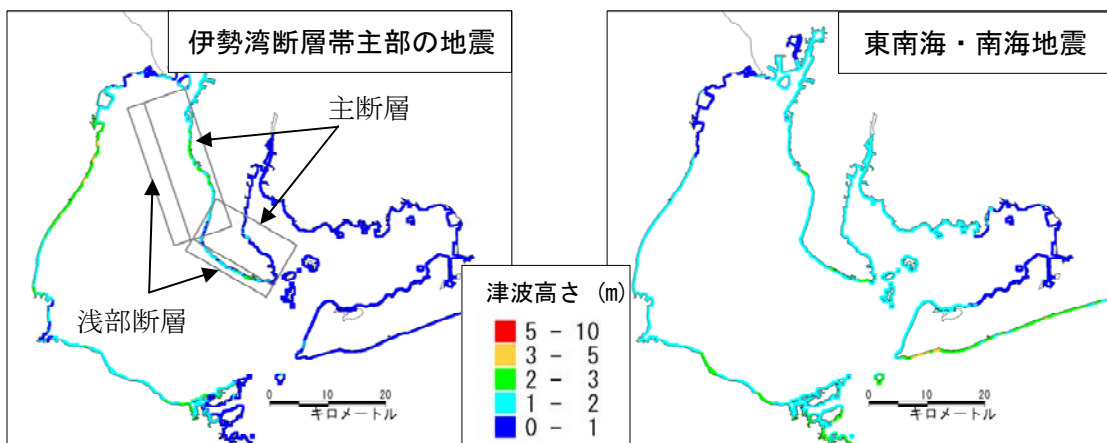 伊勢湾断層帯主部の地震
主断層
浅部断層
0 10 20
キロメートル
津波高さ (m)
5 - 10
3 - 5
2 - 3
1 - 2
0 - 1
東南海・南海地震
0 10 20
キロメートル